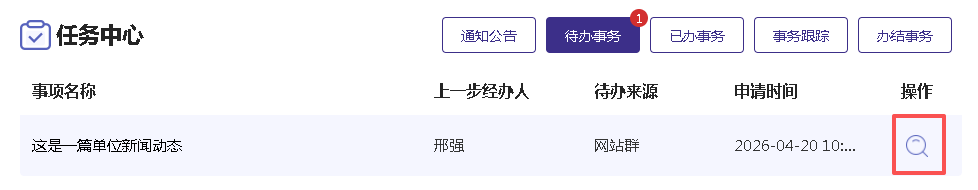 任务中心 通知公告 待办事务 1 已办事务 事务跟踪 办结事务
事项名称 上一步经办人 待办来源 申请时间 操作
这是一篇单位新闻动态 邢强 网站群 2026-04-20 10:...